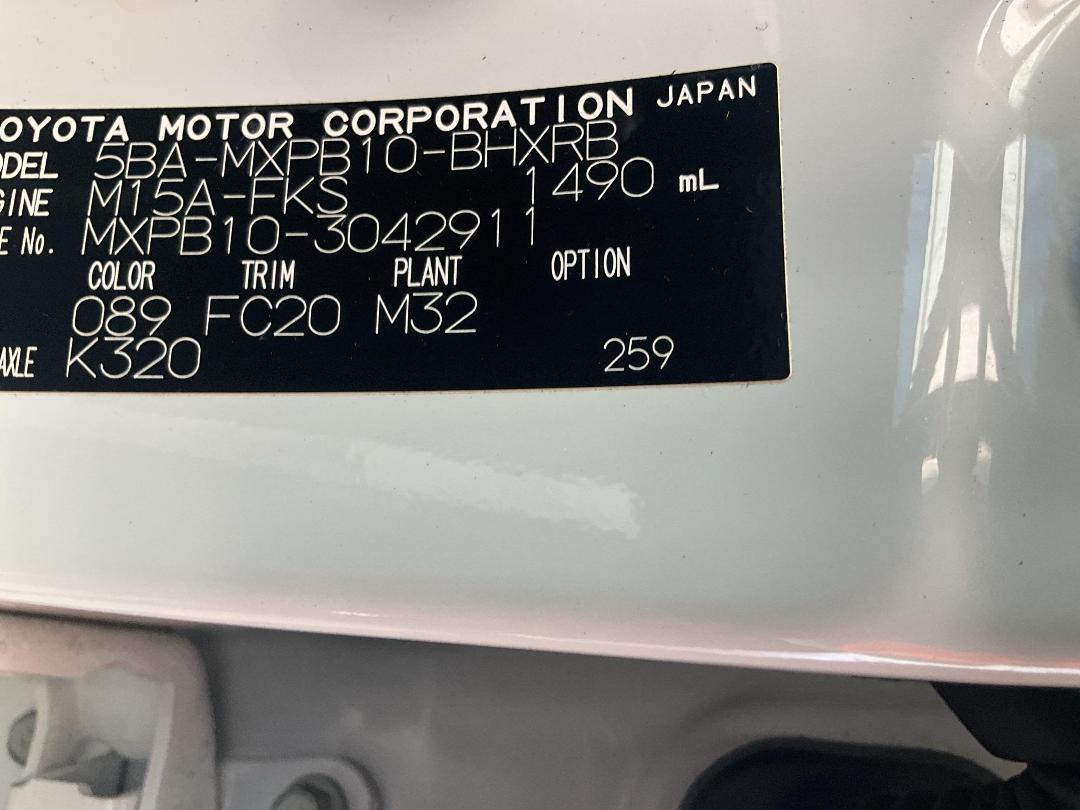 OYOTA MOTOR CORPORATION JAPAN
ODEL 5BA-MXPB10-BHXRB
GINE M15A-FKS 1490 mL
E No. MXPB10-3042911
COLOR TRIM PLANT OPTION
089 FC20 M32
AXLE K320 259